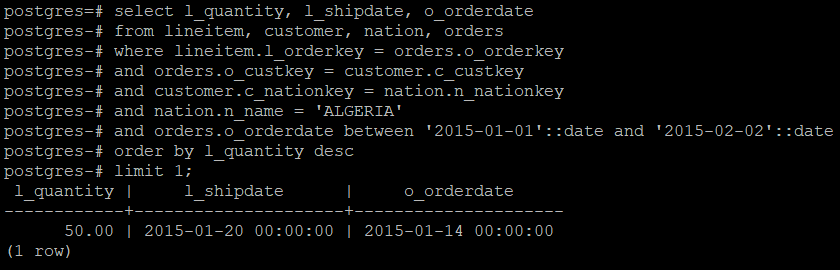 postgres=# select l_quantity, l_shipdate, o_orderdate
postgres-# from lineitem, customer, nation, orders
postgres-# where lineitem.l_orderkey = orders.o_orderkey
postgres-# and orders.o_custkey = customer.c_custkey
postgres-# and customer.c_nationkey = nation.n_nationkey
postgres-# and nation.n_name = 'ALGERIA'
postgres-# and orders.o_orderdate between '2015-01-01'::date and '2015-02-02'::date
postgres-# order by l_quantity desc
postgres-# limit 1;
 l_quantity |     l_shipdate      |     o_orderdate
------------+---------------------+---------------------
      50.00 | 2015-01-20 00:00:00 | 2015-01-14 00:00:00
(1 row)